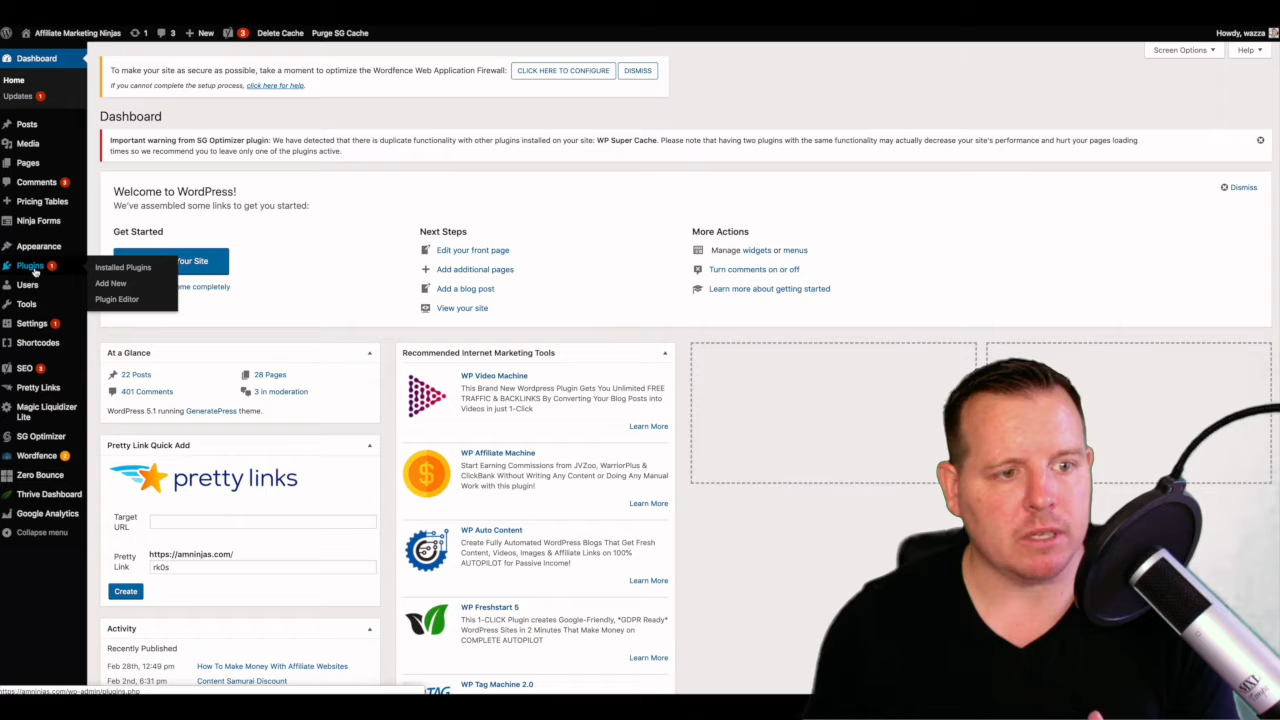 Affiliate Marketing Ninjas 1 3 New 3 Delete Cache Purge SG Cache
Howdy, wazza
Screen Options
Help
Dashboard
Home
Updates 1
Posts
Media
Pages
Comments 3
Pricing Tables
Ninja Forms
Appearance
Plugins 1
Users
Tools
Settings 1
Shortcodes
SEO 3
Pretty Links
Magic Liquidizer
Lite
SG Optimizer
Wordfence 2
Zero Bounce
Thrive Dashboard
Google Analytics
Collapse menu
Installed Plugins
Add New
Plugin Editor
To make your site as secure as possible, take a moment to optimize the Wordfence Web Application Firewall: CLICK HERE TO CONFIGURE DISMISS
If you cannot complete the setup process, click here for help.
Dashboard
Important warning from SG Optimizer plugin: We have detected that there is duplicate functionality with other plugins installed on your site: WP Super Cache. Please note that having two plugins with the same functionality may actually decrease your site's performance and hurt your pages loading
times so we recommend you to leave only one of the plugins active.
Welcome to WordPress!
We've assembled some links to get you started:
Dismiss
Get Started
Your Site
me completely
Next Steps
Edit your front page
Add additional pages
Add a blog post
View your site
More Actions
Manage widgets or menus
Turn comments on or off
Learn more about getting started
At a Glance
22 Posts
28 Pages
401 Comments
3 in moderation
WordPress 5.1 running GeneratePress theme.
Pretty Link Quick Add
pretty links
Target
URL
Pretty
Link
https://amninjas.com/
rk0s
Create
Activity
Recently Published
Feb 28th, 12:49 pm How To Make Money With Affiliate Websites
Feb 2nd, 6:31 pm Content Samurai Discount
Recommended Internet Marketing Tools
WP Video Machine
This Brand New Wordpress Plugin Gets You Unlimited FREE
TRAFFIC & BACKLINKS By Converting Your Blog Posts into
Videos in just 1-Click
Learn More
WP Affiliate Machine
Start Earning Commissions from JVZoo, WarriorPlus &
ClickBank Without Writing Any Content or Doing Any Manual
Work with this plugin!
Learn More
WP Auto Content
Create Fully Automated WordPress Blogs That Get Fresh
Content, Videos, Images & Affiliate Links on 100%
AUTOPILOT for Passive Income!
Learn More
WP Freshstart 5
This 1-CLICK Plugin creates Google-Friendly, *GDPR Ready*
WordPress Sites in 2 Minutes That Make Money on
COMPLETE AUTOPILOT
Learn More
WP Tag Machine 2.0
TAG
https://amninjas.com/wp-admin/plugins.php